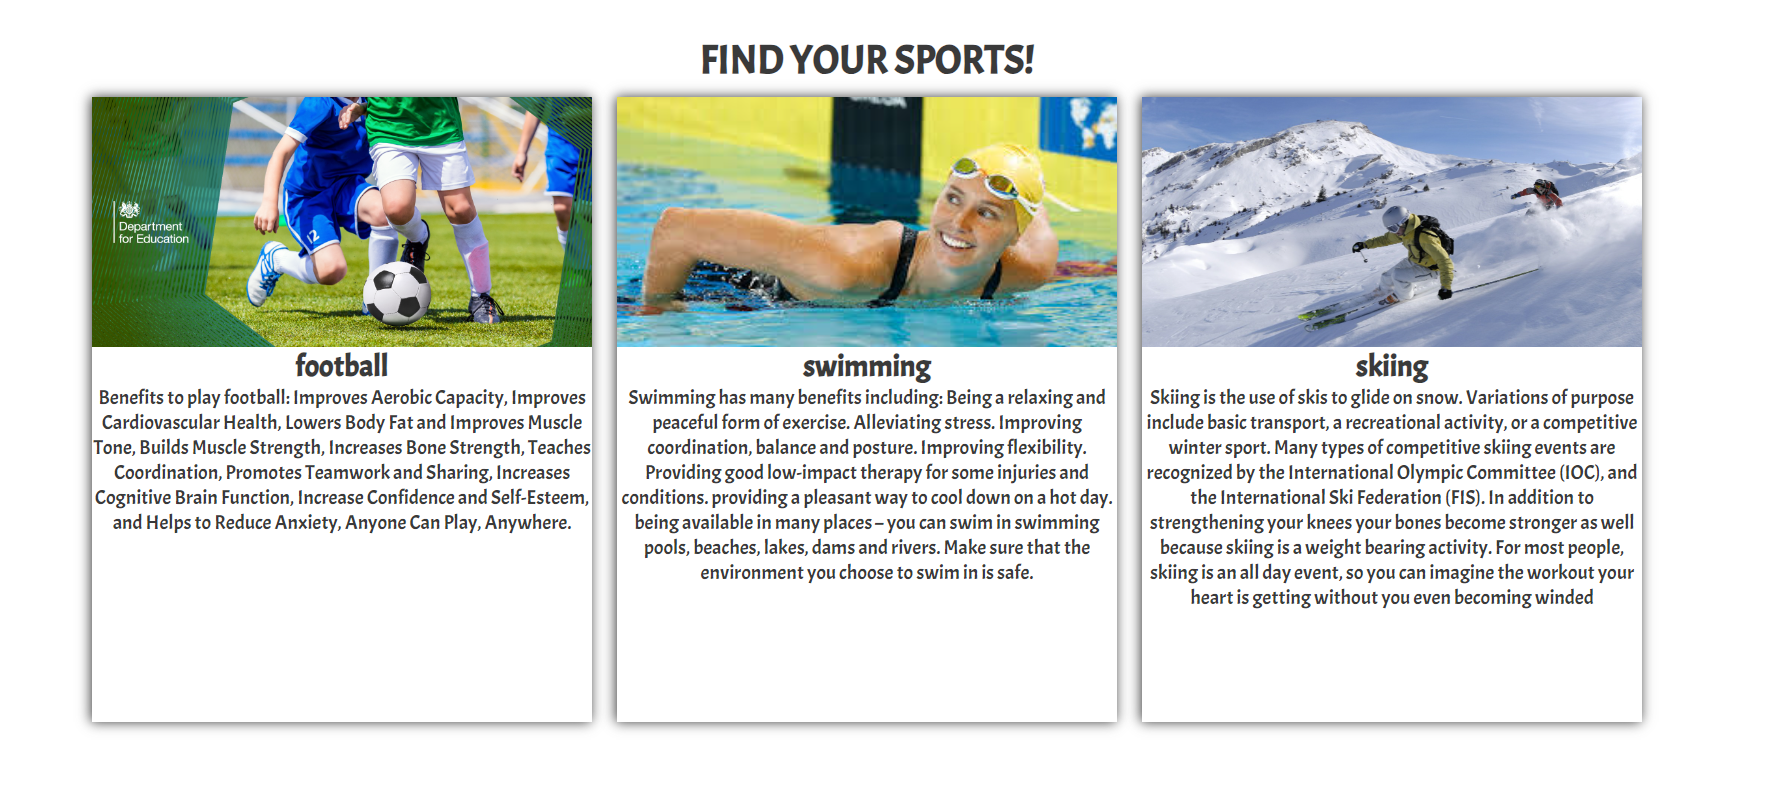 FIND YOUR SPORTS!
Department
for Education
12
football
Benefits to play football: Improves Aerobic Capacity, Improves
Cardiovascular Health, Lowers Body Fat and Improves Muscle
Tone, Builds Muscle Strength, Increases Bone Strength, Teaches
Coordination, Promotes Teamwork and Sharing, Increases
Cognitive Brain Function, Increase Confidence and Self-Esteem,
and Helps to Reduce Anxiety, Anyone Can Play, Anywhere.
swimming
Swimming has many benefits including: Being a relaxing and
peaceful form of exercise. Alleviating stress. Improving
coordination, balance and posture. Improving flexibility.
Providing good low-impact therapy for some injuries and
conditions. providing a pleasant way to cool down on a hot day.
being available in many places – you can swim in swimming
pools, beaches, lakes, dams and rivers. Make sure that the
environment you choose to swim in is safe.
skiing
Skiing is the use of skis to glide on snow. Variations of purpose
include basic transport, a recreational activity, or a competitive
winter sport. Many types of competitive skiing events are
recognized by the International Olympic Committee (IOC), and
the International Ski Federation (FIS). In addition to
strengthening your knees your bones become stronger as well
because skiing is a weight bearing activity. For most people,
skiing is an all day event, so you can imagine the workout your
heart is getting without you even becoming winded